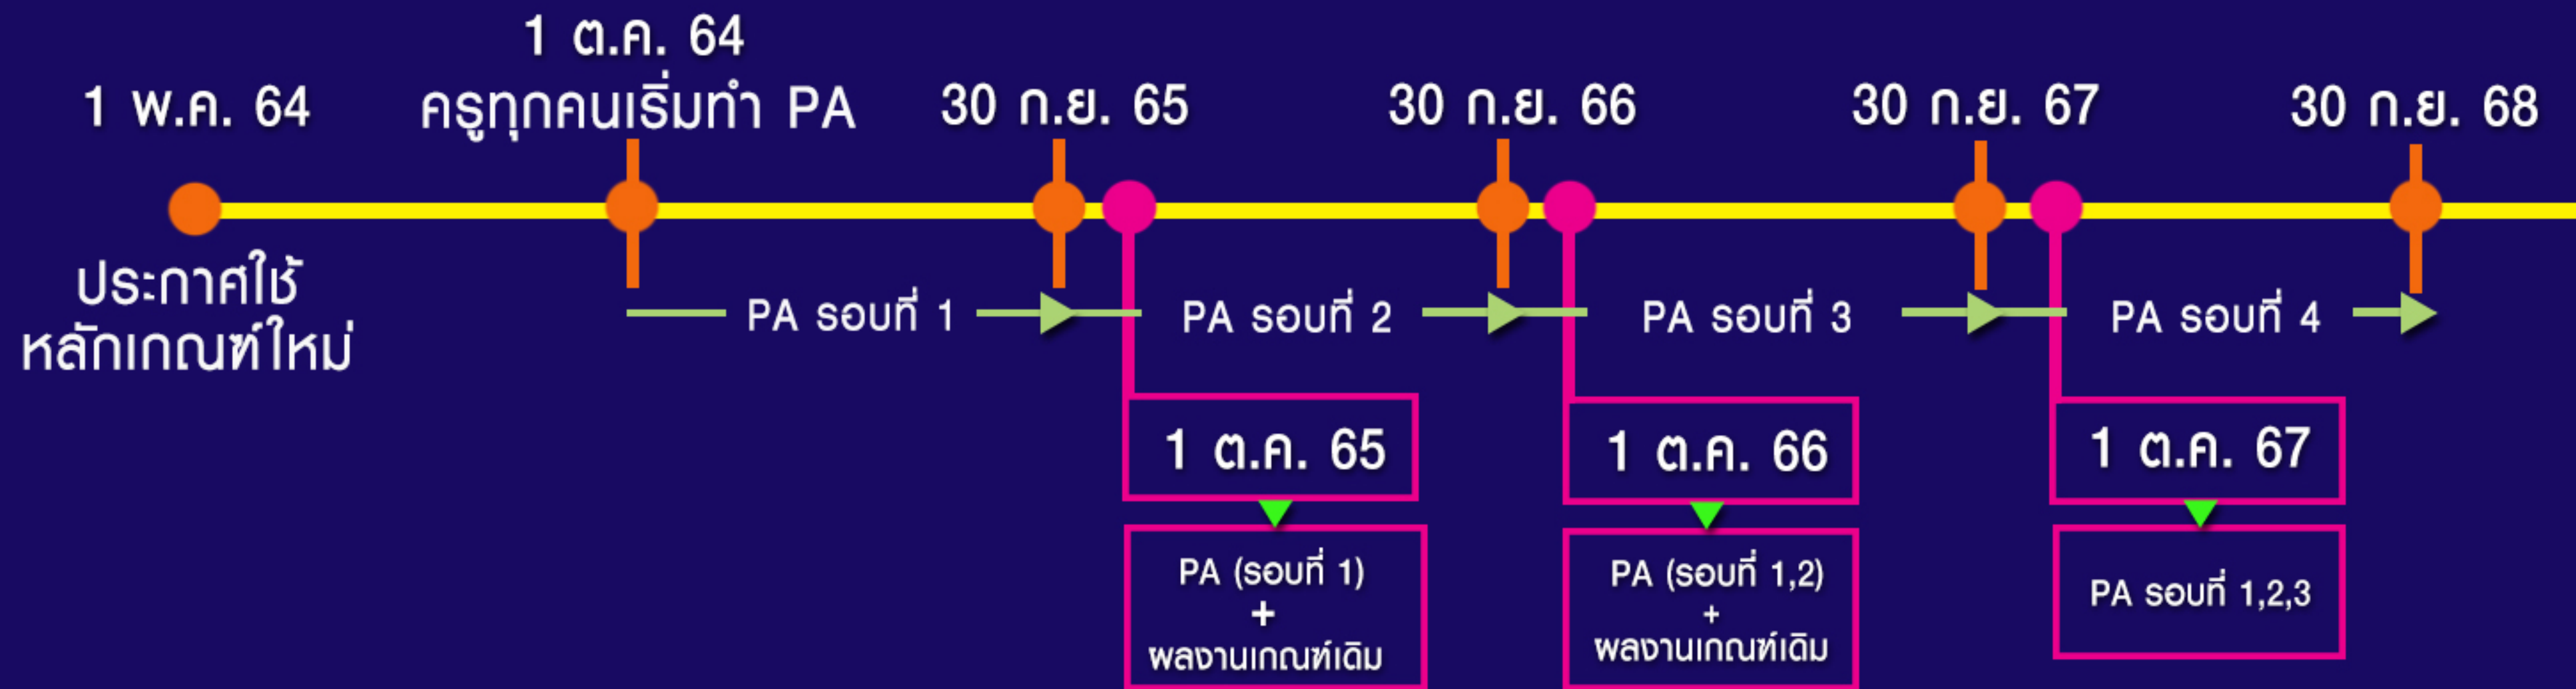 1 พ.ค. 64
ประกาศใช้
หลักเกณฑ์ใหม่
1 ต.ค. 64
ครูทุกคนเริ่มทำ PA
30 ก.ย. 65
30 ก.ย. 66
30 ก.ย. 67
30 ก.ย. 68
PA รอบที่ 1
PA รอบที่ 2
PA รอบที่ 3
PA รอบที่ 4
1 ต.ค. 65
PA (รอบที่ 1)
+
ผลงานเกณฑ์เดิม
1 ต.ค. 66
PA (รอบที่ 1,2)
+
ผลงานเกณฑ์เดิม
1 ต.ค. 67
PA รอบที่ 1,2,3